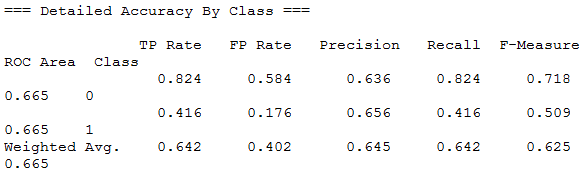 === Detailed Accuracy By Class ===
TP Rate FP Rate Precision Recall F-Measure
ROC Area Class
0.824 0.584 0.636 0.824 0.718
0.665 0
0.416 0.176 0.656 0.416 0.509
0.665 1
Weighted Avg. 0.642 0.402 0.645 0.642 0.625
0.665